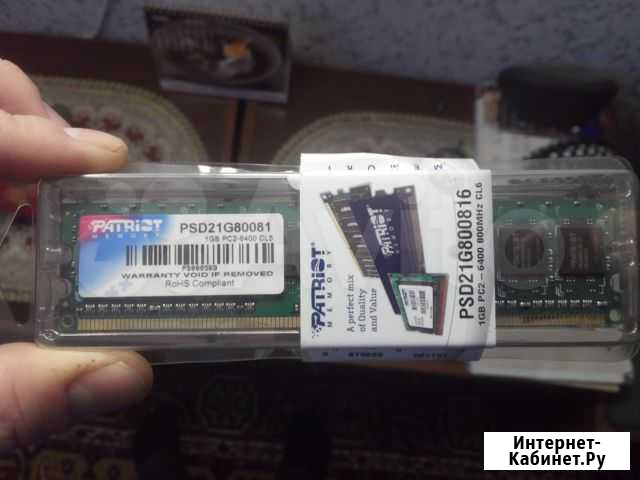 PATRIOT
MEMORY
PSD21G80081
1GB PC2-6400 CL5
WARRANTY VOID IF REMOVED
RoHS Compliant
PATRIOT
MEMORY
A perfect mix
of Quality
and Value
PSD21G800816
1GB PC2 – 6400 800MHz CL6
Интернет-
Кабинет.Ру